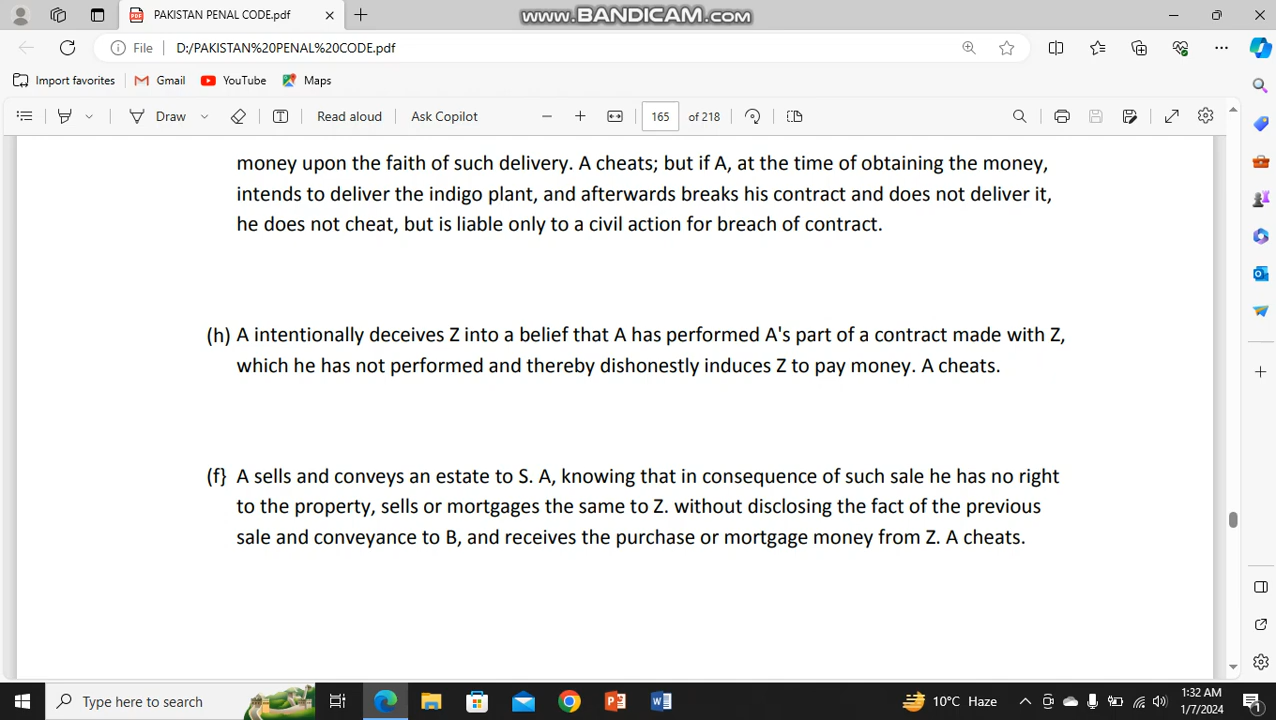 PAKISTAN PENAL CODE.pdf
WWW.BANDICAM.COM
File
D:/PAKISTAN%20PENAL%20CODE.pdf
Import favorites
Gmail
YouTube
Maps
Draw
Read aloud
Ask Copilot
165
of 218
money upon the faith of such delivery. A cheats; but if A, at the time of obtaining the money,
intends to deliver the indigo plant, and afterwards breaks his contract and does not deliver it,
he does not cheat, but is liable only to a civil action for breach of contract.
(h) A intentionally deceives Z into a belief that A has performed A's part of a contract made with Z,
which he has not performed and thereby dishonestly induces Z to pay money. A cheats.
(f} A sells and conveys an estate to S. A, knowing that in consequence of such sale he has no right
to the property, sells or mortgages the same to Z. without disclosing the fact of the previous
sale and conveyance to B, and receives the purchase or mortgage money from Z. A cheats.
Type here to search
10°C Haze
1:32 AM
1/7/2024
1